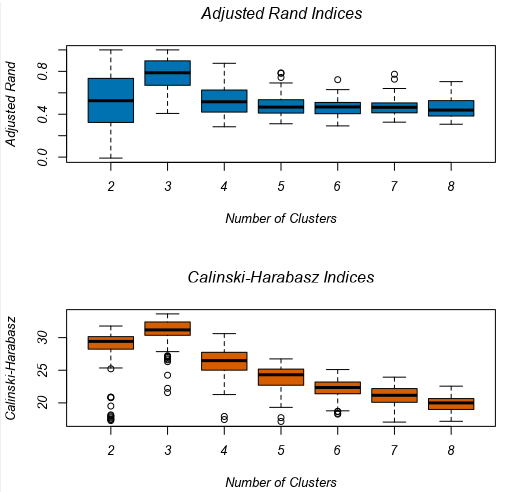 Adjusted Rand Indices
Adjusted Rand
0.8
0.4
0.0
2 3 4 5 6 7 8
Number of Clusters
Calinski-Harabasz Indices
Calinski-Harabasz
30
25
20
2 3 4 5 6 7 8
Number of Clusters